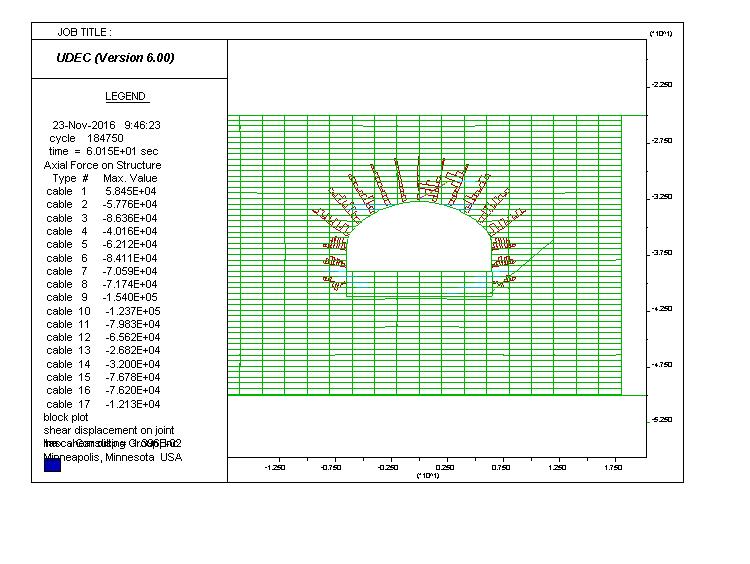 JOB TITLE :
UDEC (Version 6.00)
LEGEND
23-Nov-2016 9:46:23
cycle 184750
time = 6.015E+01 sec
Axial Force on Structure
Type # Max. Value
cable 1 5.845E+04
cable 2 -5.776E+04
cable 3 -8.636E+04
cable 4 -4.016E+04
cable 5 -6.212E+04
cable 6 -8.411E+04
cable 7 -7.059E+04
cable 8 -7.174E+04
cable 9 -1.540E+05
cable 10 -1.237E+05
cable 11 -7.983E+04
cable 12 -6.562E+04
cable 13 -2.682E+04
cable 14 -3.200E+04
cable 15 -7.678E+04
cable 16 -7.620E+04
cable 17 -1.213E+04
block plot
shear displacement on joint
Minneapolis, Minnesota USA
(*10^1)
-2.250
-2.750
-3.250
-3.750
-4.250
-4.750
-5.250
-1.250 -0.750 -0.250 0.250 0.750 1.250 1.750
(*10^1)